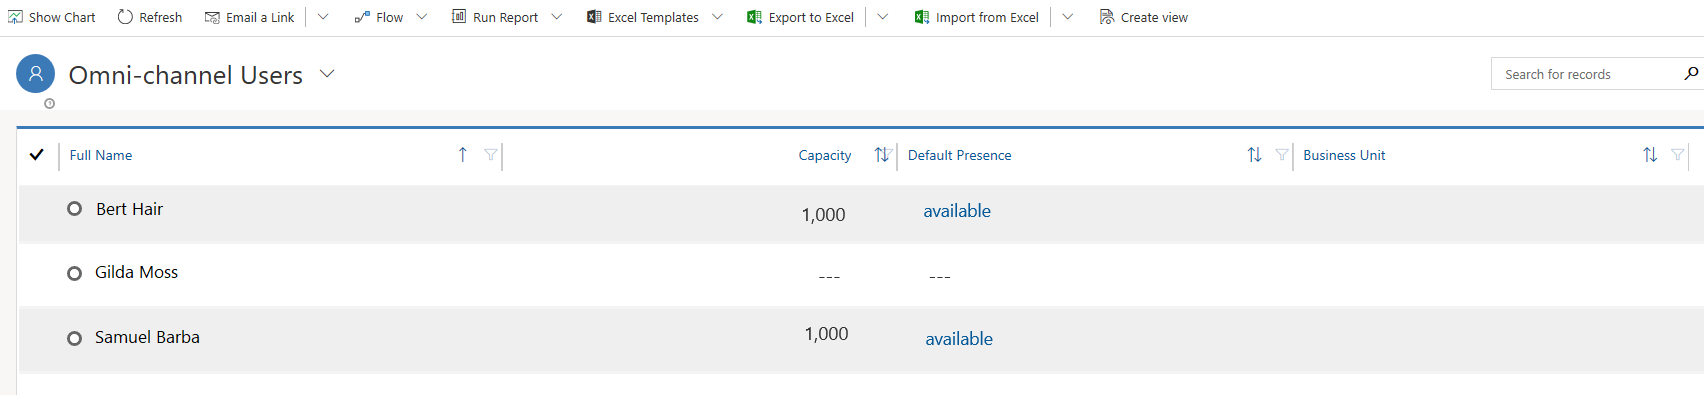 Show Chart Refresh Email a Link Flow Run Report Excel Templates Export to Excel Import from Excel Create view
Omni-channel Users Search for records
Full Name Capacity Default Presence Business Unit
Bert Hair 1,000 available
Gilda Moss --- ---
Samuel Barba 1,000 available